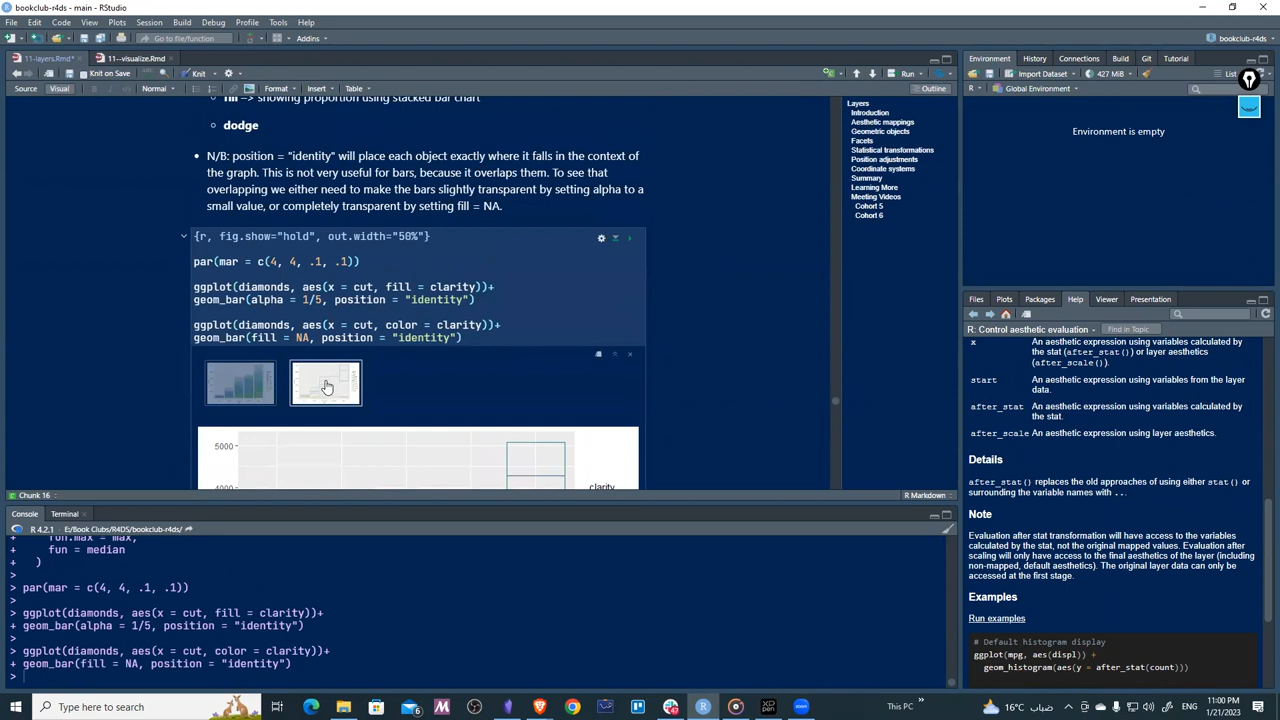 bookclub-r4ds - main - RStudio
File Edit Code View Plots Session Build Debug Profile Tools Help
Go to file/function
Addins
bookclub-r4ds
11-layers.Rmd*
11--visualize.Rmd
Knit on Save
Knit
Run
Source Visual
Normal
Format
Insert
Table
Outline
fill => showing proportion using stacked bar chart
dodge
N/B: position = "identity" will place each object exactly where it falls in the context of
the graph. This is not very useful for bars, because it overlaps them. To see that
overlapping we either need to make the bars slightly transparent by setting alpha to a
small value, or completely transparent by setting fill = NA.
{r, fig.show="hold", out.width="50%"}
par(mar = c(4, 4, .1, .1))
ggplot(diamonds, aes(x = cut, fill = clarity))+
geom_bar(alpha = 1/5, position = "identity")
ggplot(diamonds, aes(x = cut, color = clarity))+
geom_bar(fill = NA, position = "identity")
5000
4000
clarity
Chunk 16
R Markdown
Layers
Introduction
Aesthetic mappings
Geometric objects
Facets
Statistical transformations
Position adjustments
Coordinate systems
Summary
Learning More
Meeting Videos
Cohort 5
Cohort 6
Console Terminal
R 4.2.1 · E:/Book Clubs/R4DS/bookclub-r4ds/
+ fun.max = max,
+ fun = median
+ )
>
> par(mar = c(4, 4, .1, .1))
>
> ggplot(diamonds, aes(x = cut, fill = clarity))+
+ geom_bar(alpha = 1/5, position = "identity")
>
> ggplot(diamonds, aes(x = cut, color = clarity))+
+ geom_bar(fill = NA, position = "identity")
>
Environment History Connections Build Git Tutorial
Import Dataset
427 MiB
List
R
Global Environment
Environment is empty
Files Plots Packages Help Viewer Presentation
R: Control aesthetic evaluation
Find in Topic
x An aesthetic expression using variables calculated by
the stat (after_stat()) or layer aesthetics
(after_scale()).
start An aesthetic expression using variables from the layer
data.
after_stat An aesthetic expression using variables calculated by
the stat.
after_scale An aesthetic expression using layer aesthetics.
Details
after_stat() replaces the old approaches of using either stat() or
surrounding the variable names with ...
Note
Evaluation after stat transformation will have access to the variables
calculated by the stat, not the original mapped values. Evaluation after
scaling will only have access to the final aesthetics of the layer (including
non-mapped, default aesthetics). The original layer data can only be
accessed at the first stage.
Examples
Run examples
# Default histogram display
ggplot(mpg, aes(displ)) +
geom_histogram(aes(y = after_stat(count)))
Type here to search
This PC
16°C ضباب
11:00 PM
1/21/2023